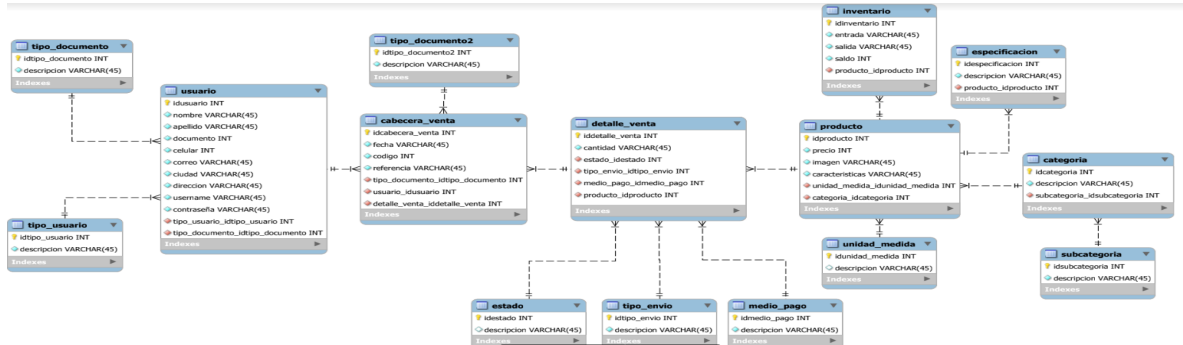 tipo_documento
idtipo_documento INT
descripcion VARCHAR(45)
Indexes
tipo_usuario
idtipo_usuario INT
descripcion VARCHAR(45)
Indexes
usuario
idusuario INT
nombre VARCHAR(45)
apellido VARCHAR(45)
documento INT
celular INT
correo VARCHAR(45)
ciudad VARCHAR(45)
direccion VARCHAR(45)
username VARCHAR(45)
contraseña VARCHAR(45)
tipo_usuario_idtipo_usuario INT
tipo_documento_idtipo_documento INT
Indexes
tipo_documento2
idtipo_documento2 INT
descripcion VARCHAR(45)
Indexes
cabecera_venta
idcabecera_venta INT
fecha VARCHAR(45)
codigo INT
referencia VARCHAR(45)
tipo_documento_idtipo_documento INT
usuario_idusuario INT
detalle_venta_iddetalle_venta INT
Indexes
detalle_venta
iddetalle_venta INT
cantidad VARCHAR(45)
estado_idestado INT
tipo_envio_idtipo_envio INT
medio_pago_idmedio_pago INT
producto_idproducto INT
Indexes
estado
idestado INT
descripcion VARCHAR(45)
Indexes
tipo_envio
idtipo_envio INT
descripcion VARCHAR(45)
Indexes
medio_pago
idmedio_pago INT
descripcion VARCHAR(45)
Indexes
inventario
idinventario INT
entrada VARCHAR(45)
salida VARCHAR(45)
saldo INT
producto_idproducto INT
Indexes
especificacion
idespecificacion INT
descripcion VARCHAR(45)
producto_idproducto INT
Indexes
producto
idproducto INT
precio INT
imagen VARCHAR(45)
caracteristicas VARCHAR(45)
unidad_medida_idunidad_medida INT
categoria_idcategoria INT
Indexes
unidad_medida
idunidad_medida INT
descripcion VARCHAR(45)
Indexes
categoria
idcategoria INT
descripcion VARCHAR(45)
subcategoria_idsubcategoria INT
Indexes
subcategoria
idsubcategoria INT
descripcion VARCHAR(45)
Indexes